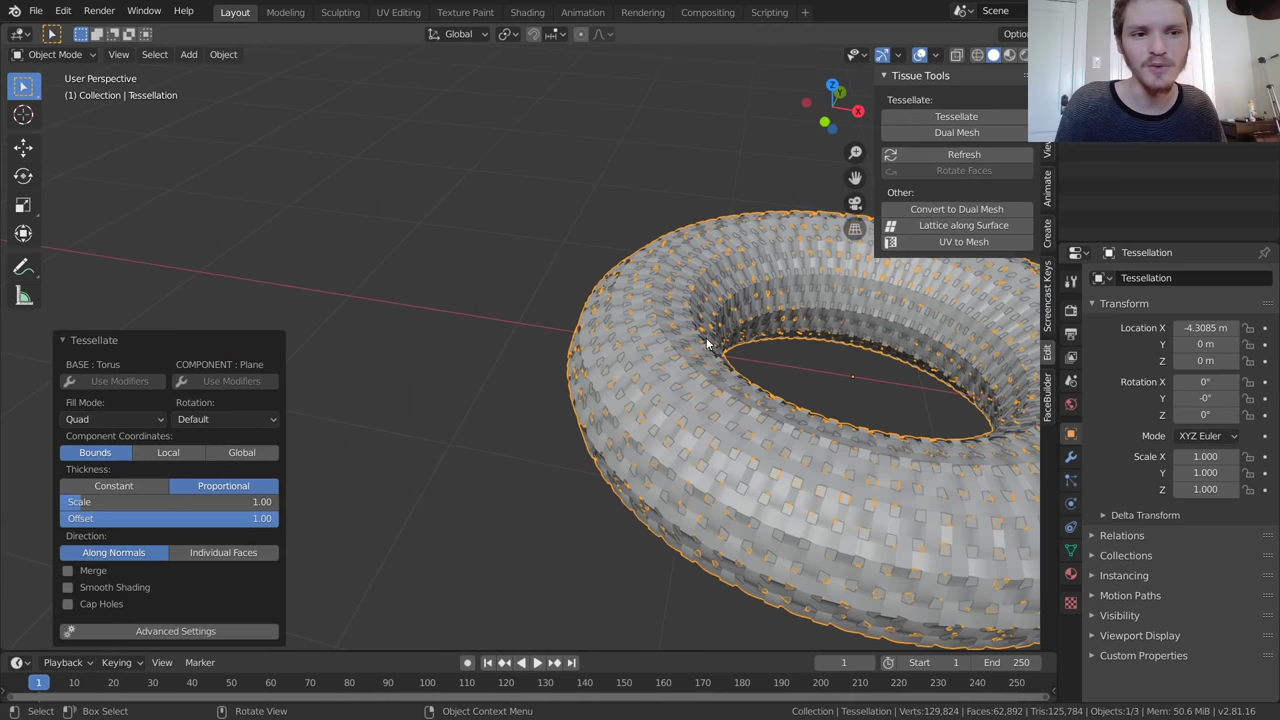 File Edit Render Window Help Layout Modeling Sculpting UV Editing Texture Paint Shading Animation Rendering Compositing Scripting + Scene
Global Optio
Object Mode View Select Add Object
User Perspective
(1) Collection | Tessellation
Z
Y
X
Tissue Tools
Tessellate:
Tessellate
Dual Mesh
Refresh
Rotate Faces
Other:
Convert to Dual Mesh
Lattice along Surface
UV to Mesh
Animate
Create
Screencast Keys
Edit
FaceBuilder
Tessellate
BASE : Torus COMPONENT : Plane
Use Modifiers Use Modifiers
Fill Mode: Rotation:
Quad Default
Component Coordinates:
Bounds Local Global
Thickness:
Constant Proportional
Scale 1.00
Offset 1.00
Direction:
Along Normals Individual Faces
Merge
Smooth Shading
Cap Holes
Advanced Settings
Tessellation
Tessellation
Transform
Location X -4.3085 m
Y 0 m
Z 0 m
Rotation X 0°
Y -0°
Z 0°
Mode XYZ Euler
Scale X 1.000
Y 1.000
Z 1.000
Delta Transform
Relations
Collections
Instancing
Motion Paths
Visibility
Viewport Display
Custom Properties
Playback Keying View Marker 1 Start 1 End 250
1 10 20 30 40 50 60 70 80 90 100 110 120 130 140 150 160 170 180 190 200 210 220 230 240 250
Select Box Select Rotate View Object Context Menu Collection | Tessellation | Verts:129,824 | Faces:62,892 | Tris:125,784 | Objects:1/3 | Mem: 50.6 MiB | v2.81.16